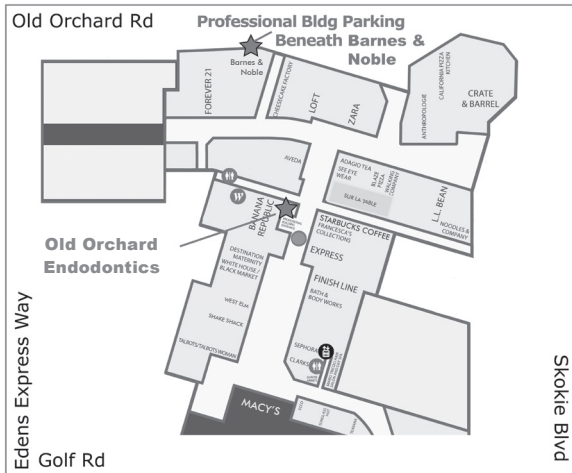 Old Orchard Rd
Professional Bldg Parking
Beneath Barnes &
Noble
Barnes &
Noble
FOREVER 21
CHEESECAKE FACTORY
LOFT
ZARA
ANTHROPOLOGIE
CALIFORNIA PIZZA
KITCHEN
CRATE
& BARREL
AVEDA
ADAGIO TEA
SEE EYE
WEAR
BLAZE
PIZZA
WALKING
COMPANY
SUR LA TABLE
L.L. BEAN
NOODLES &
COMPANY
BANANA
REPUBLIC
Old Orchard
Endodontics
STARBUCKS COFFEE
FRANCESCA'S
COLLECTIONS
EXPRESS
FINISH LINE
BATH &
BODY WORKS
DESTINATION
MATERNITY
WHITE HOUSE /
BLACK MARKET
WEST ELM
SHAKE SHACK
TALBOTS/TALBOTS WOMAN
SEPHORA
CLARKS
MACY'S
Edens Express Way
Skokie Blvd
Golf Rd